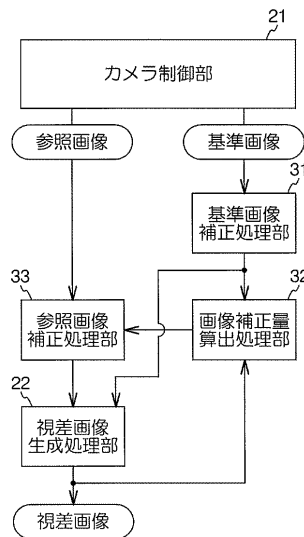 21
カメラ制御部
参照画像
基準画像
31
基準画像
補正処理部
33
32
参照画像
補正処理部
画像補正量
算出処理部
22
視差画像
生成処理部
視差画像